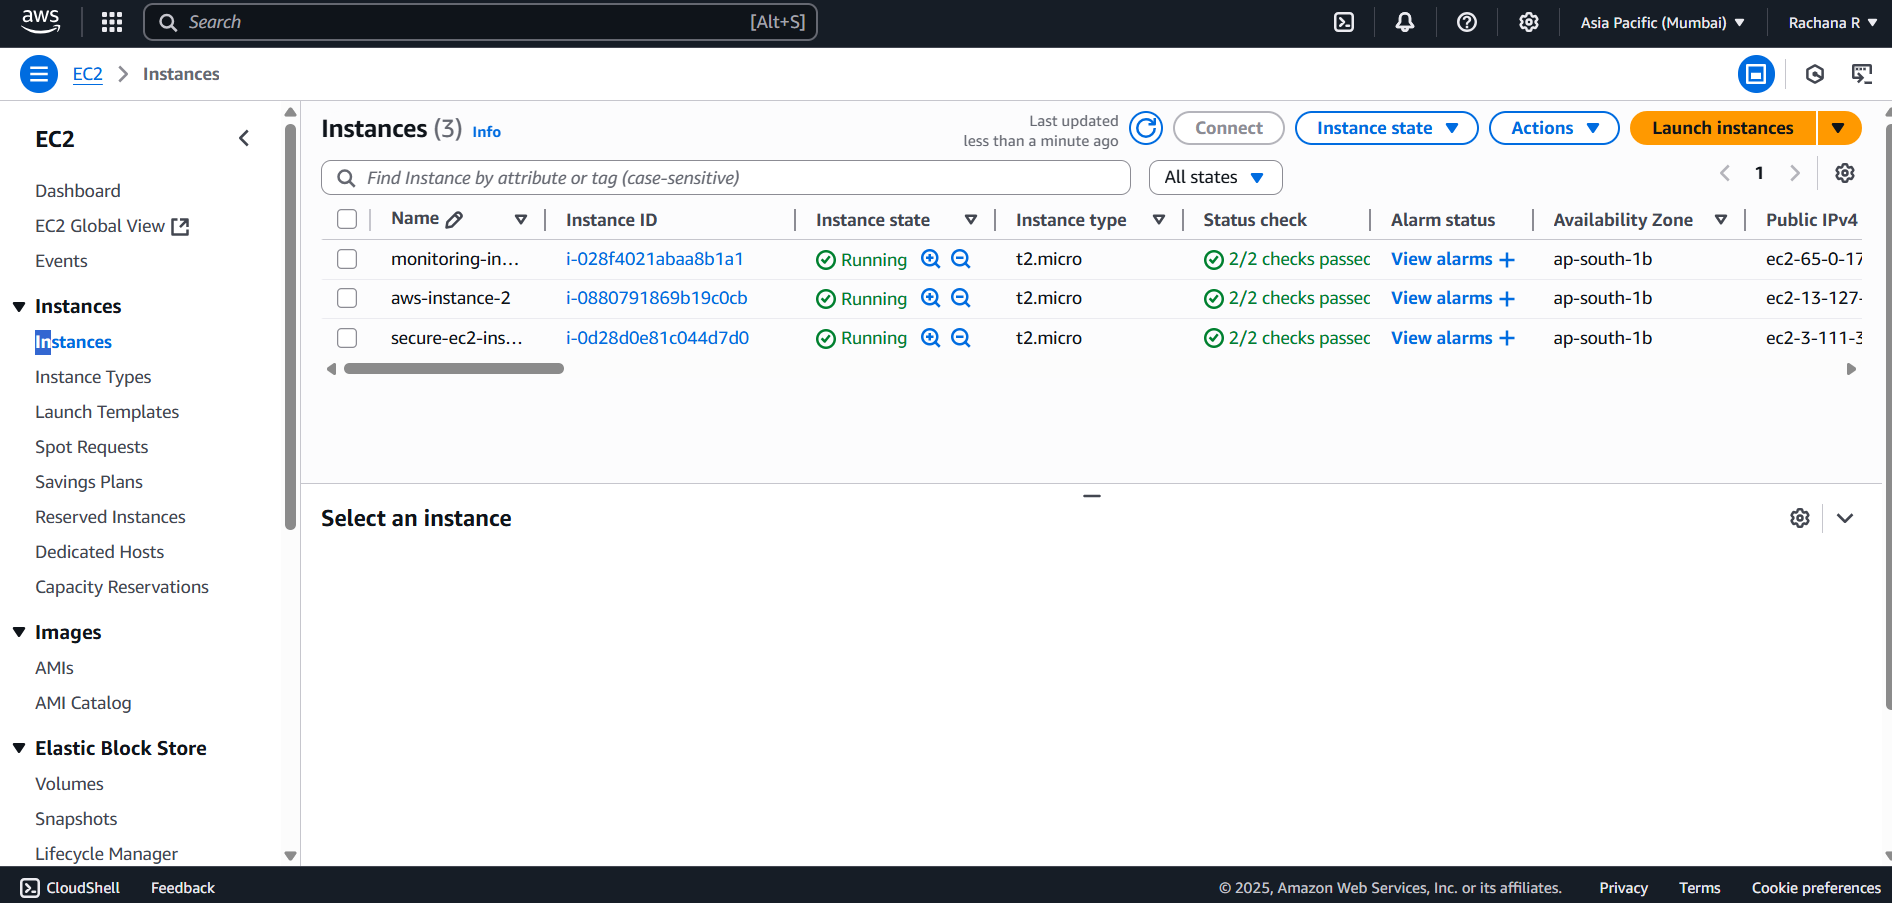 aws
Search [Alt+S]
Asia Pacific (Mumbai)
Rachana R
EC2 > Instances
EC2
Dashboard
EC2 Global View
Events
Instances
Instances
Instance Types
Launch Templates
Spot Requests
Savings Plans
Reserved Instances
Dedicated Hosts
Capacity Reservations
Images
AMIs
AMI Catalog
Elastic Block Store
Volumes
Snapshots
Lifecycle Manager
Instances (3) Info
Last updated
less than a minute ago
Connect
Instance state
Actions
Launch instances
Find Instance by attribute or tag (case-sensitive)
All states
1
Name Instance ID Instance state Instance type Status check Alarm status Availability Zone Public IPv4
monitoring-in... i-028f4021abaa8b1a1 Running t2.micro 2/2 checks passed View alarms + ap-south-1b ec2-65-0-17
aws-instance-2 i-0880791869b19c0cb Running t2.micro 2/2 checks passed View alarms + ap-south-1b ec2-13-127-
secure-ec2-ins... i-0d28d0e81c044d7d0 Running t2.micro 2/2 checks passed View alarms + ap-south-1b ec2-3-111-3
Select an instance
CloudShell Feedback © 2025, Amazon Web Services, Inc. or its affiliates. Privacy Terms Cookie preferences